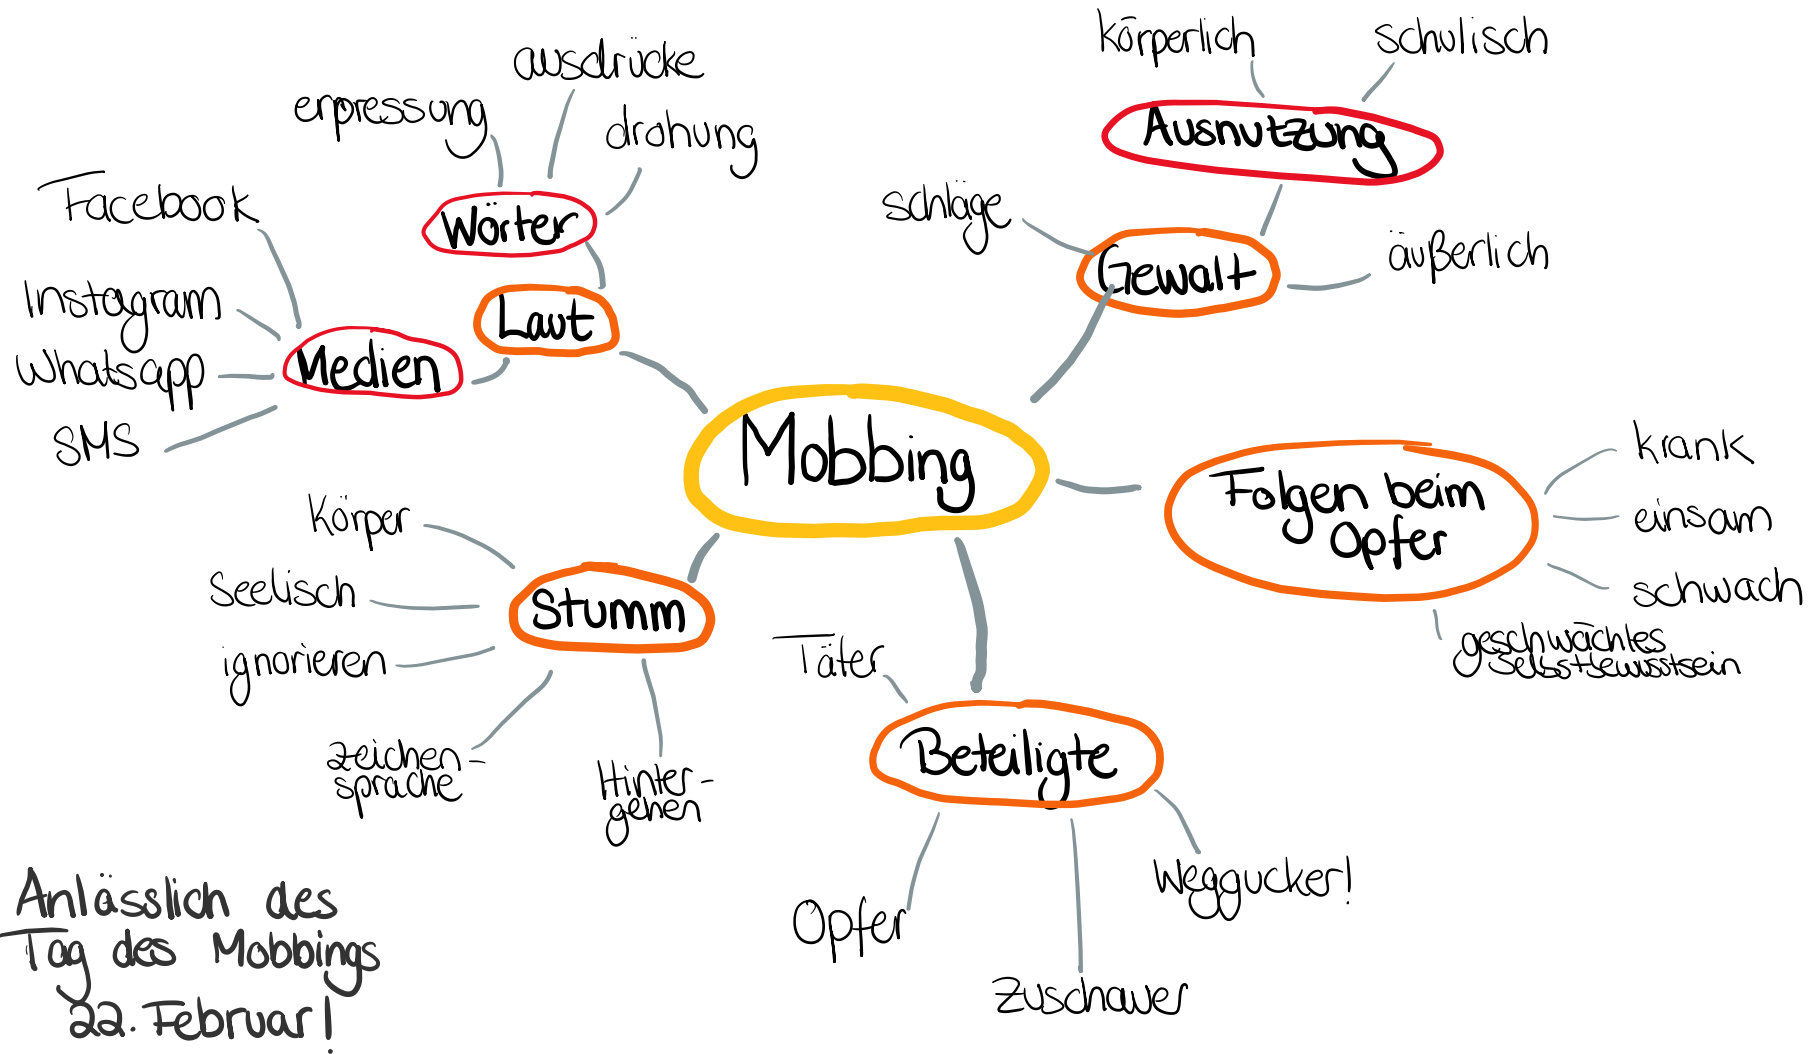 körperlich
schulisch
Ausnutzung
schläge
äußerlich
Gewalt
ausdrücke
erpressung
drohung
Wörter
Laut
Facebook
Instagram
Whatsapp
SMS
Medien
Mobbing
Folgen beim
Opfer
krank
einsam
schwach
geschwächtes
Selbstbewusstsein
Körper
Seelisch
ignorieren
Stumm
zeichen-
sprache
Hinter-
gehen
Täter
Beteiligte
Opfer
Zuschauer
Weggucker!
Anlässlich des
Tag des Mobbings
22. Februar!